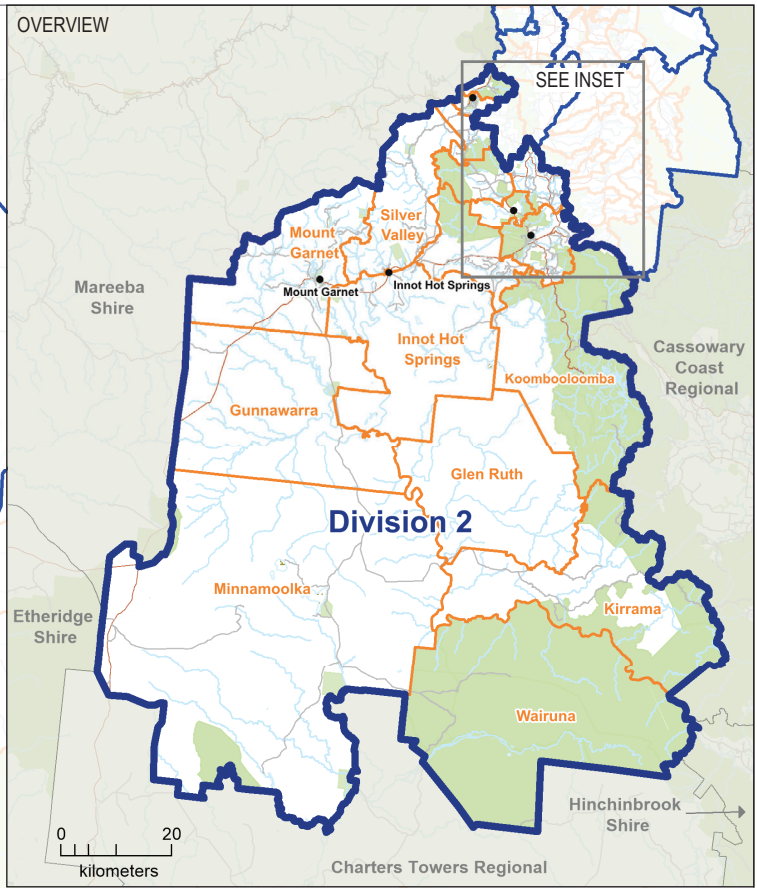 OVERVIEW
SEE INSET
Silver
Valley
Mount
Garnet
Mount Garnet
Innot Hot Springs
Mareeba
Shire
Innot Hot
Springs
Cassowary
Coast
Regional
Koombooloomba
Gunnawarra
Glen Ruth
Division 2
Minnamoolka
Kirrama
Etheridge
Shire
Wairuna
Hinchinbrook
Shire
0 20
kilometers
Charters Towers Regional